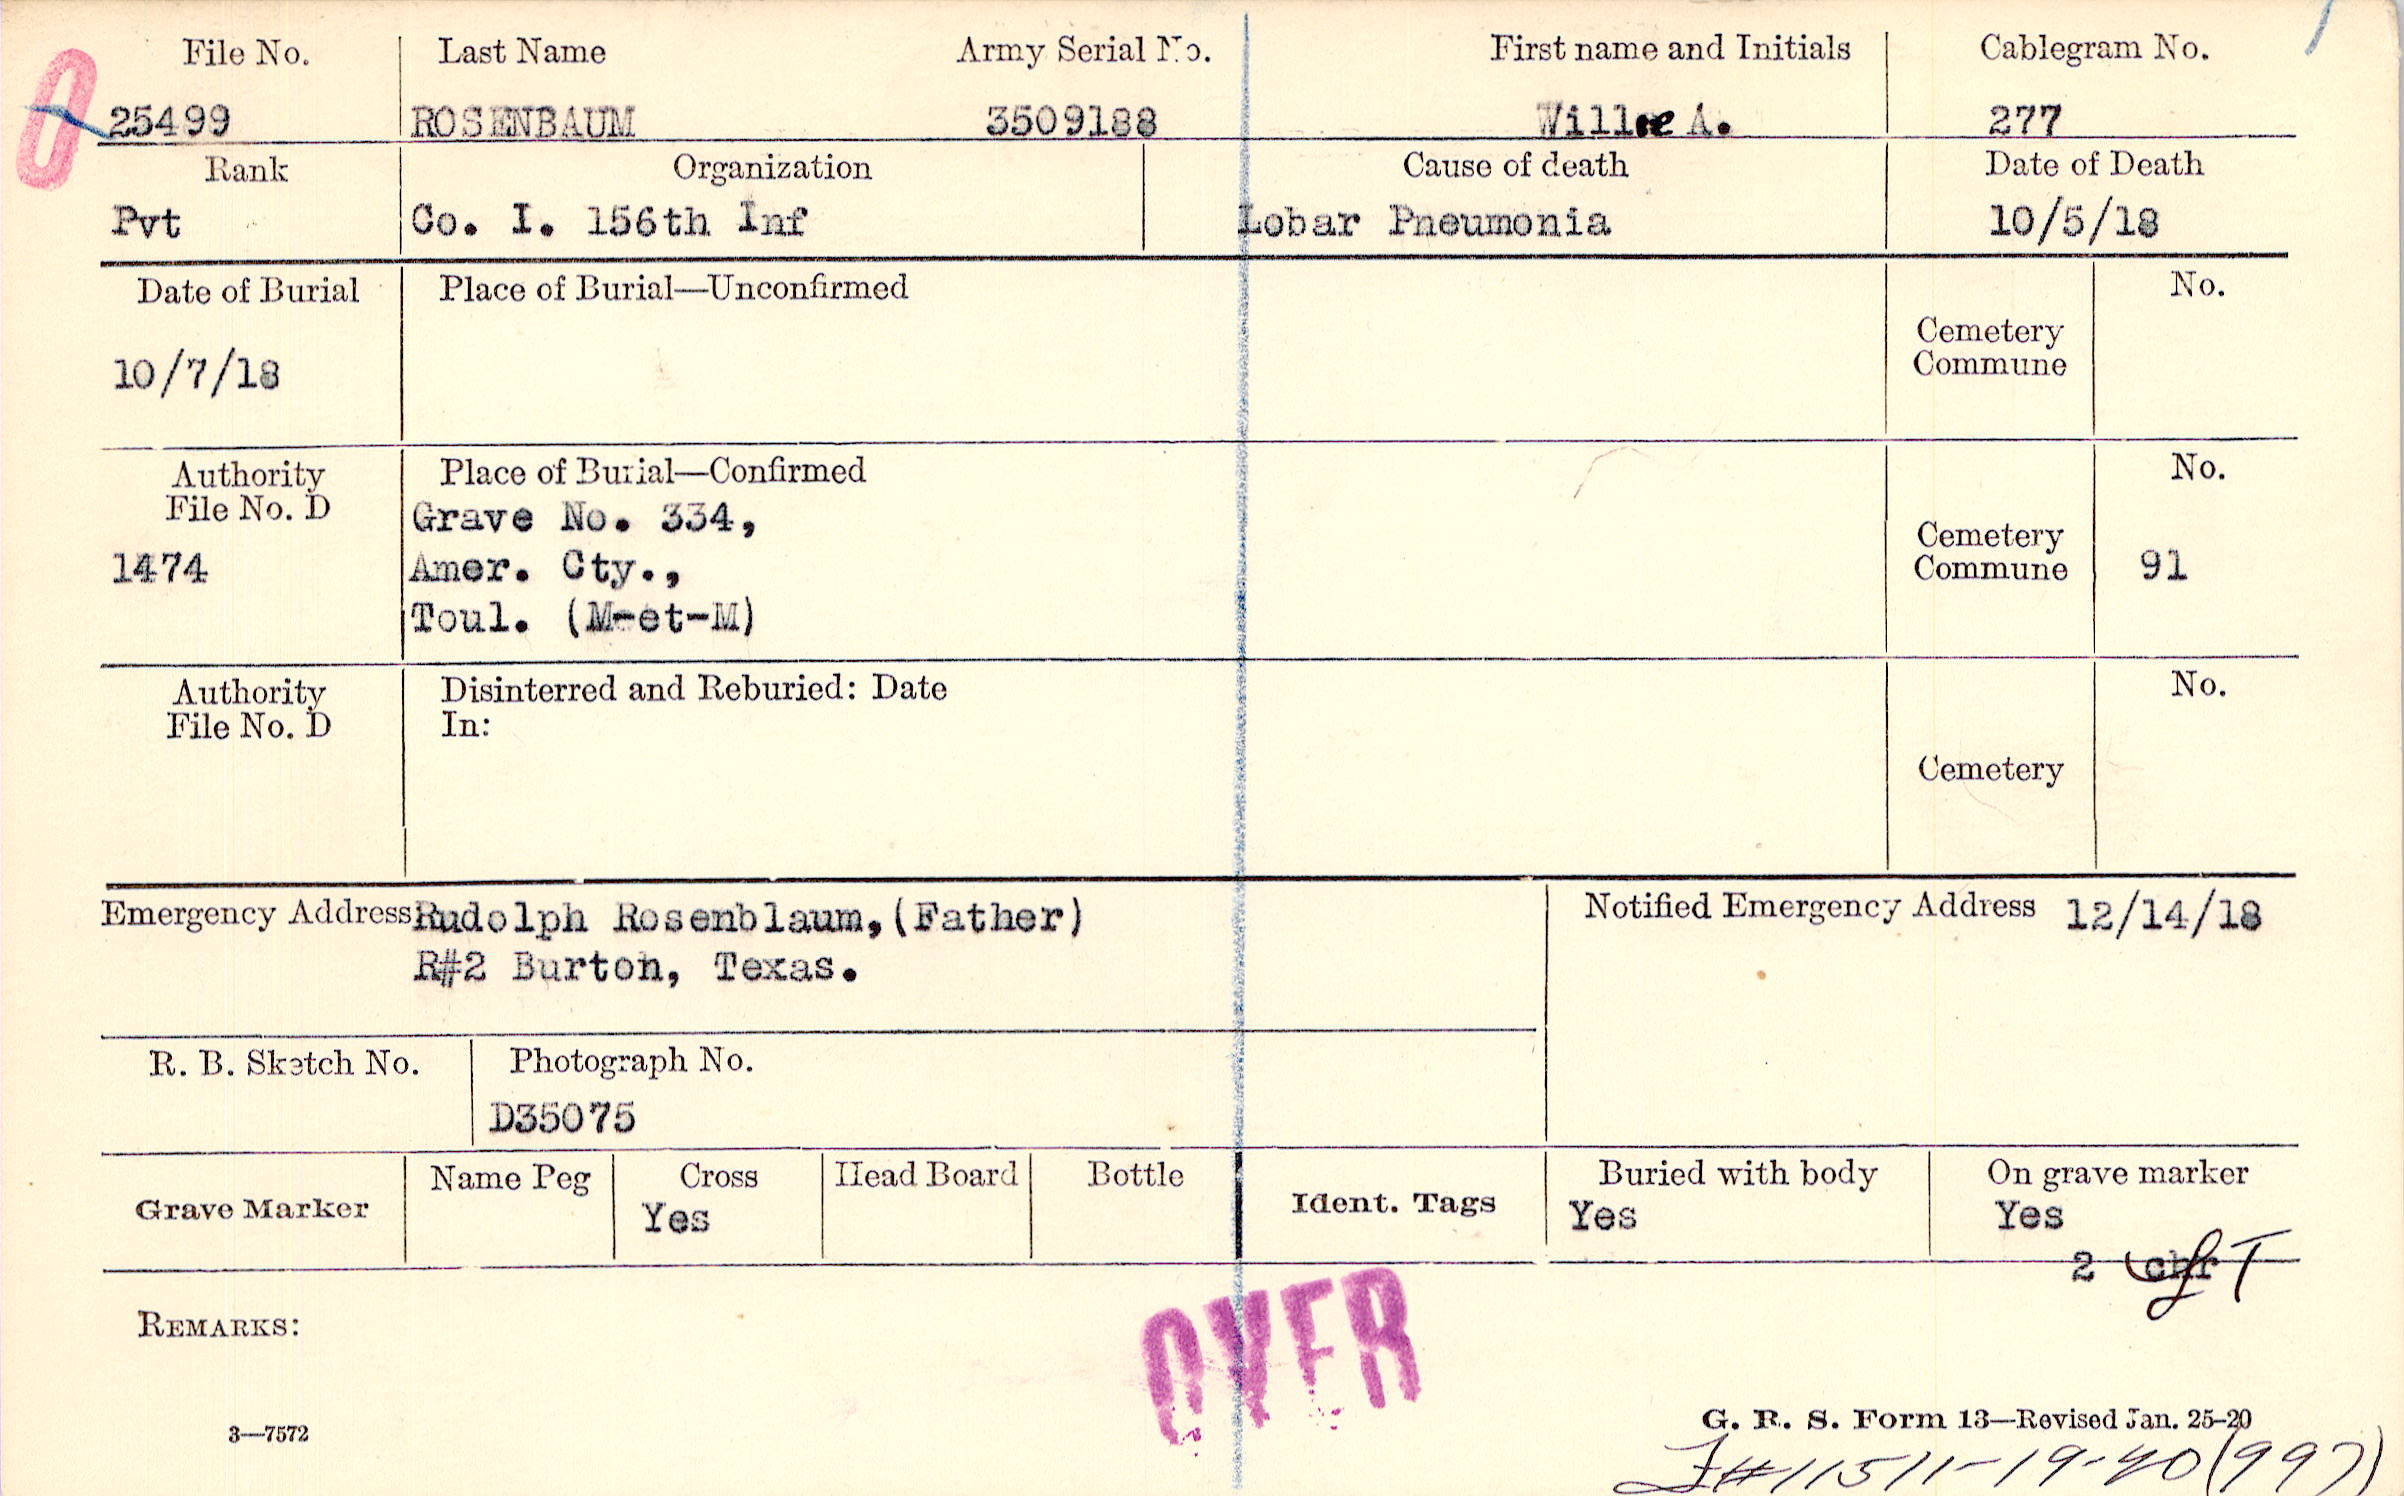 File No. Last Name Army Serial No. First name and Initials Cablegram No.
25499 ROSENBAUM 3509188 Willie A. 277
Rank Organization Cause of death Date of Death
Pvt Co. I. 156th Inf Lobar Pneumonia 10/5/18
Date of Burial Place of Burial—Unconfirmed No.
Cemetery
Commune
10/7/18
Authority Place of Burial—Confirmed No.
File No. D Grave No. 334,
Cemetery
1474 Amer. Cty., Commune 91
Toul. (M-et-M)
Authority Disinterred and Reburied: Date No.
File No. D In:
Cemetery
Emergency Address Rudolph Rosenblaum,(Father) Notified Emergency Address 12/14/18
R#2 Burton, Texas.
R. B. Sketch No. Photograph No.
D35075
Grave Marker Name Peg Cross Head Board Bottle Ident. Tags Buried with body On grave marker
Yes Yes Yes
2 chr
REMARKS:
OVER
3—7572
G. R. S. Form 13—Revised Jan. 25-20
#11511-19-40(997)